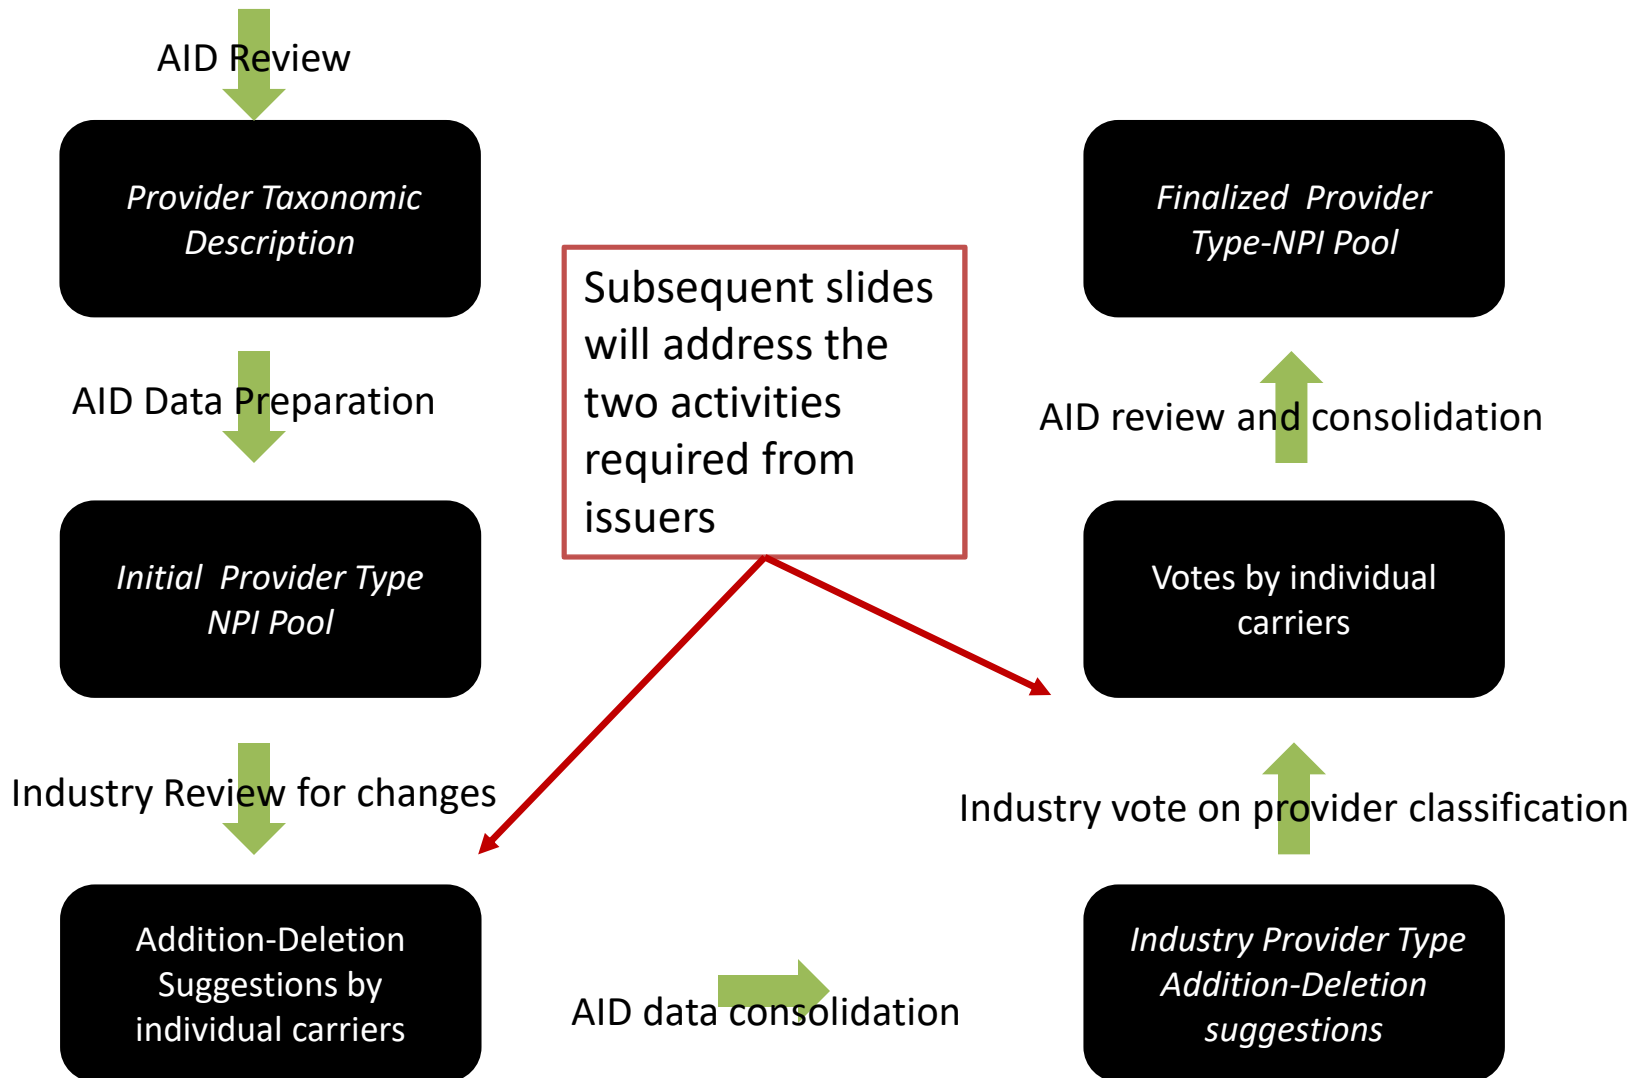 AID Review
Provider Taxonomic
Description
AID Data Preparation
Initial Provider Type
NPI Pool
Industry Review for changes
Addition-Deletion
Suggestions by
individual carriers
AID data consolidation
Subsequent slides
will address the
two activities
required from
issuers
Finalized Provider
Type-NPI Pool
AID review and consolidation
Votes by individual
carriers
Industry vote on provider classification
Industry Provider Type
Addition-Deletion
suggestions